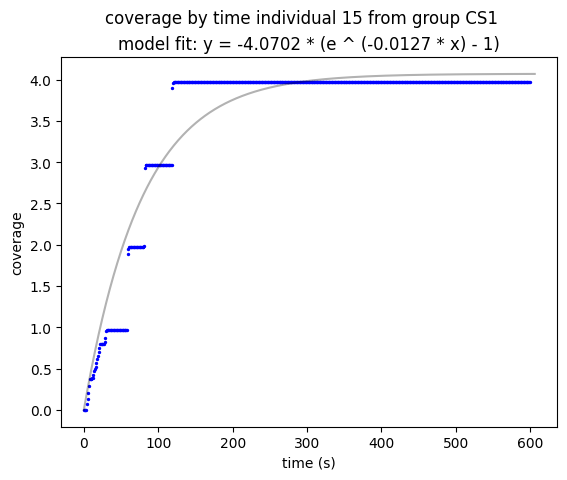 coverage by time individual 15 from group CS1
model fit: y = -4.0702 * (e ^ (-0.0127 * x) - 1)
4.0
3.5
3.0
2.5
2.0
1.5
1.0
0.5
0.0
coverage
0 100 200 300 400 500 600
time (s)